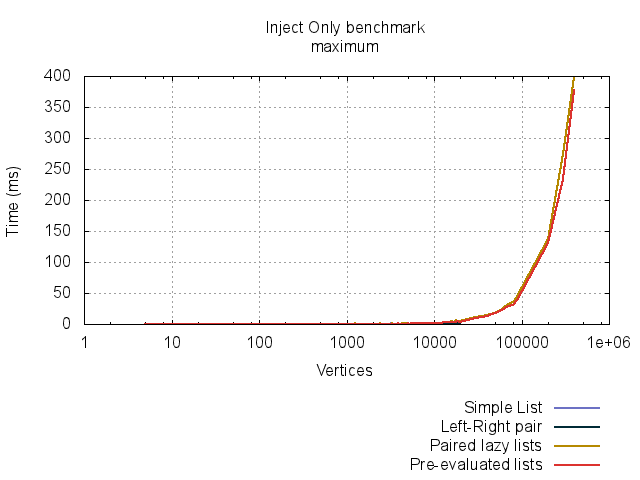 Inject Only benchmark
maximum
400
350
300
250
200
150
100
50
0
Time (ms)
1 10 100 1000 10000 100000 1e+06
Vertices
Simple List
Left-Right pair
Paired lazy lists
Pre-evaluated lists